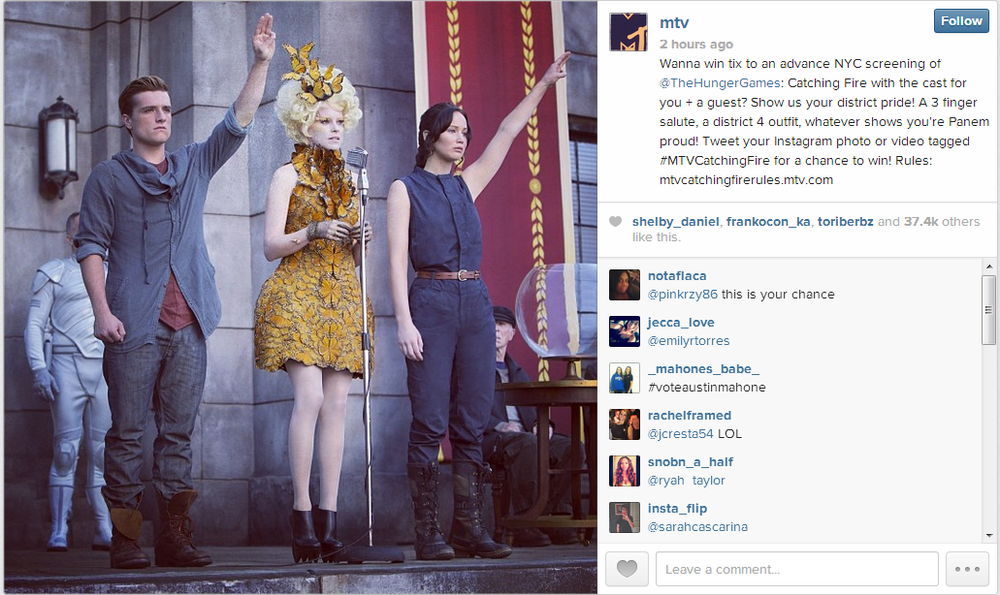 mtv
Follow
2 hours ago
Wanna win tix to an advance NYC screening of
@TheHungerGames: Catching Fire with the cast for
you + a guest? Show us your district pride! A 3 finger
salute, a district 4 outfit, whatever shows you're Panem
proud! Tweet your Instagram photo or video tagged
#MTVCatchingFire for a chance to win! Rules:
mtvcatchingfirerules.mtv.com
shelby_daniel, frankocon_ka, toriberbz and 37.4k others
like this.
notaflaca
@pinkrzy86 this is your chance
jecca_love
@emilyrtorres
_mahones_babe_
#voteaustinmahone
rachelframed
@jcresta54 LOL
snobn_a_half
@ryah taylor
insta_flip
@sarahcascarina
Leave a comment...